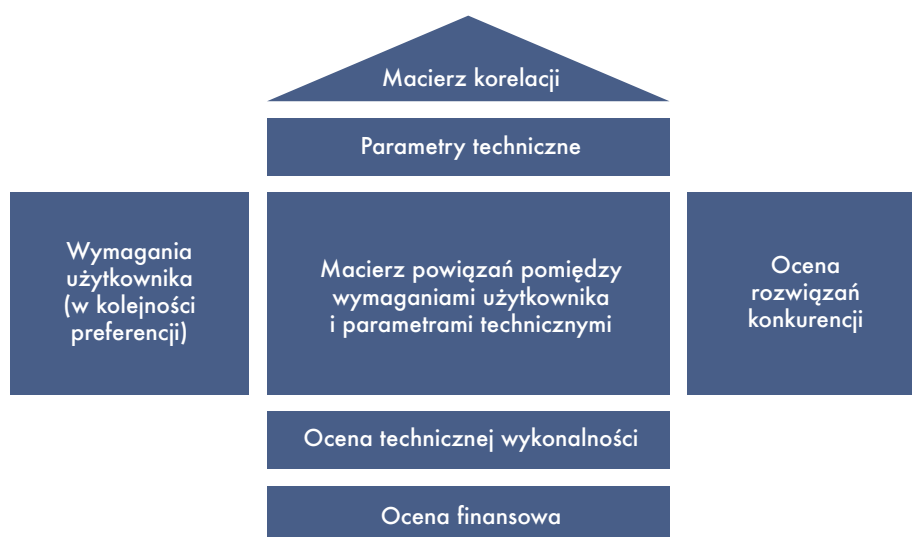 Macierz korelacji
Parametry techniczne
Wymagania
użytkownika
(w kolejności
preferencji)
Macierz powiązań pomiędzy
wymaganiami użytkownika
i parametrami technicznymi
Ocena
rozwiązań
konkurencji
Ocena technicznej wykonalności
Ocena finansowa